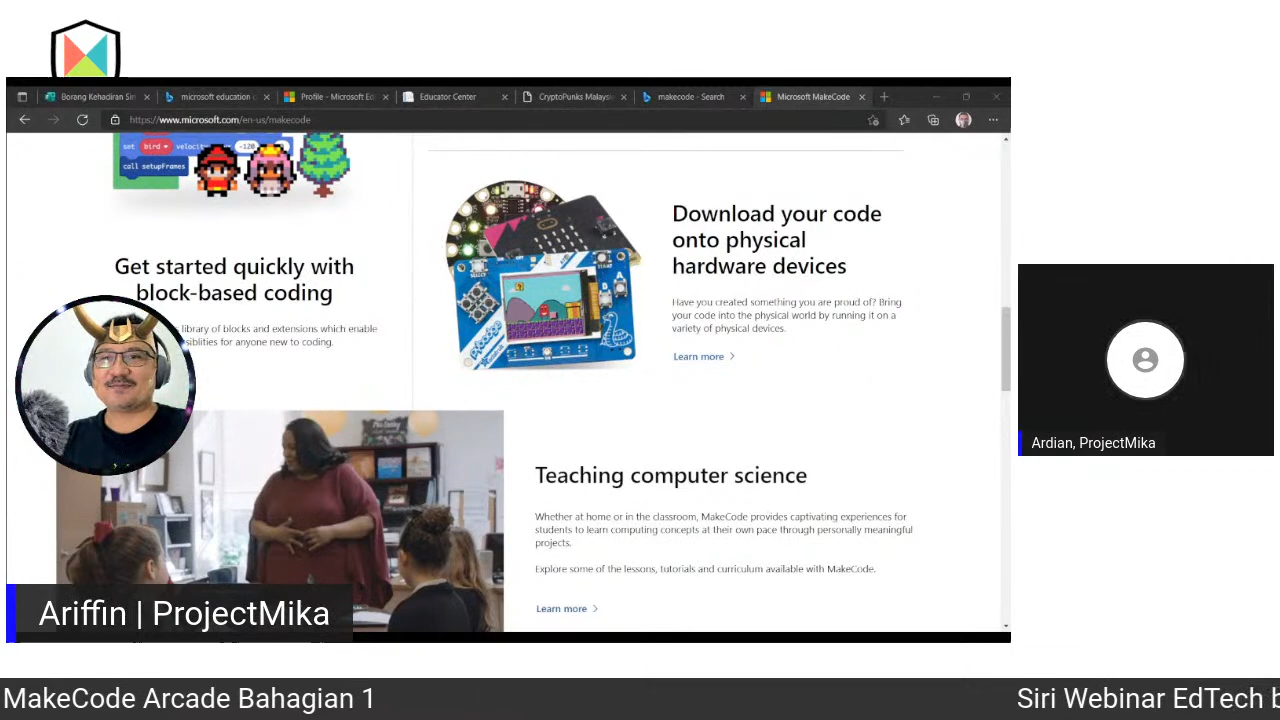 Borang Kehadiran Sir
microsoft education c
Profile - Microsoft Ed
Educator Center
CryptoPunks Malaysi
makecode - Search
Microsoft MakeCode
https://www.microsoft.com/en-us/makecode
set bird velocity -120
call setupFrames
Get started quickly with
block-based coding
library of blocks and extensions which enable
for anyone new to coding.
SELECT
START
A
B
Download your code
onto physical
hardware devices
Have you created something you are proud of? Bring
your code into the physical world by running it on a
variety of physical devices.
Learn more
Teaching computer science
Whether at home or in the classroom, MakeCode provides captivating experiences for
students to learn computing concepts at their own pace through personally meaningful
projects.
Explore some of the lessons, tutorials and curriculum available with MakeCode.
Learn more
Ariffin | ProjectMika
Ardian, ProjectMika
MakeCode Arcade Bahagian 1
Siri Webinar EdTech b